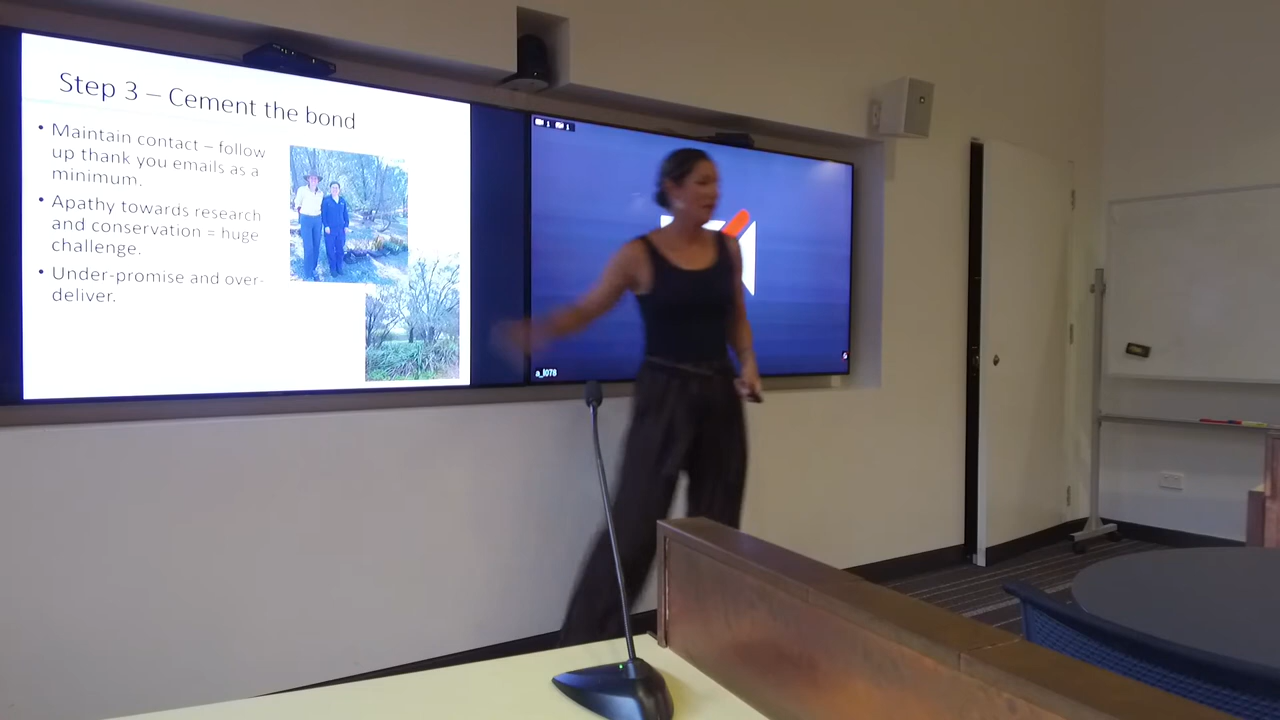 Step 3 – Cement the bond
• Maintain contact – follow
up thank you emails as a
minimum.
• Apathy towards research
and conservation = huge
challenge.
• Under-promise and over-
deliver.
a_l078